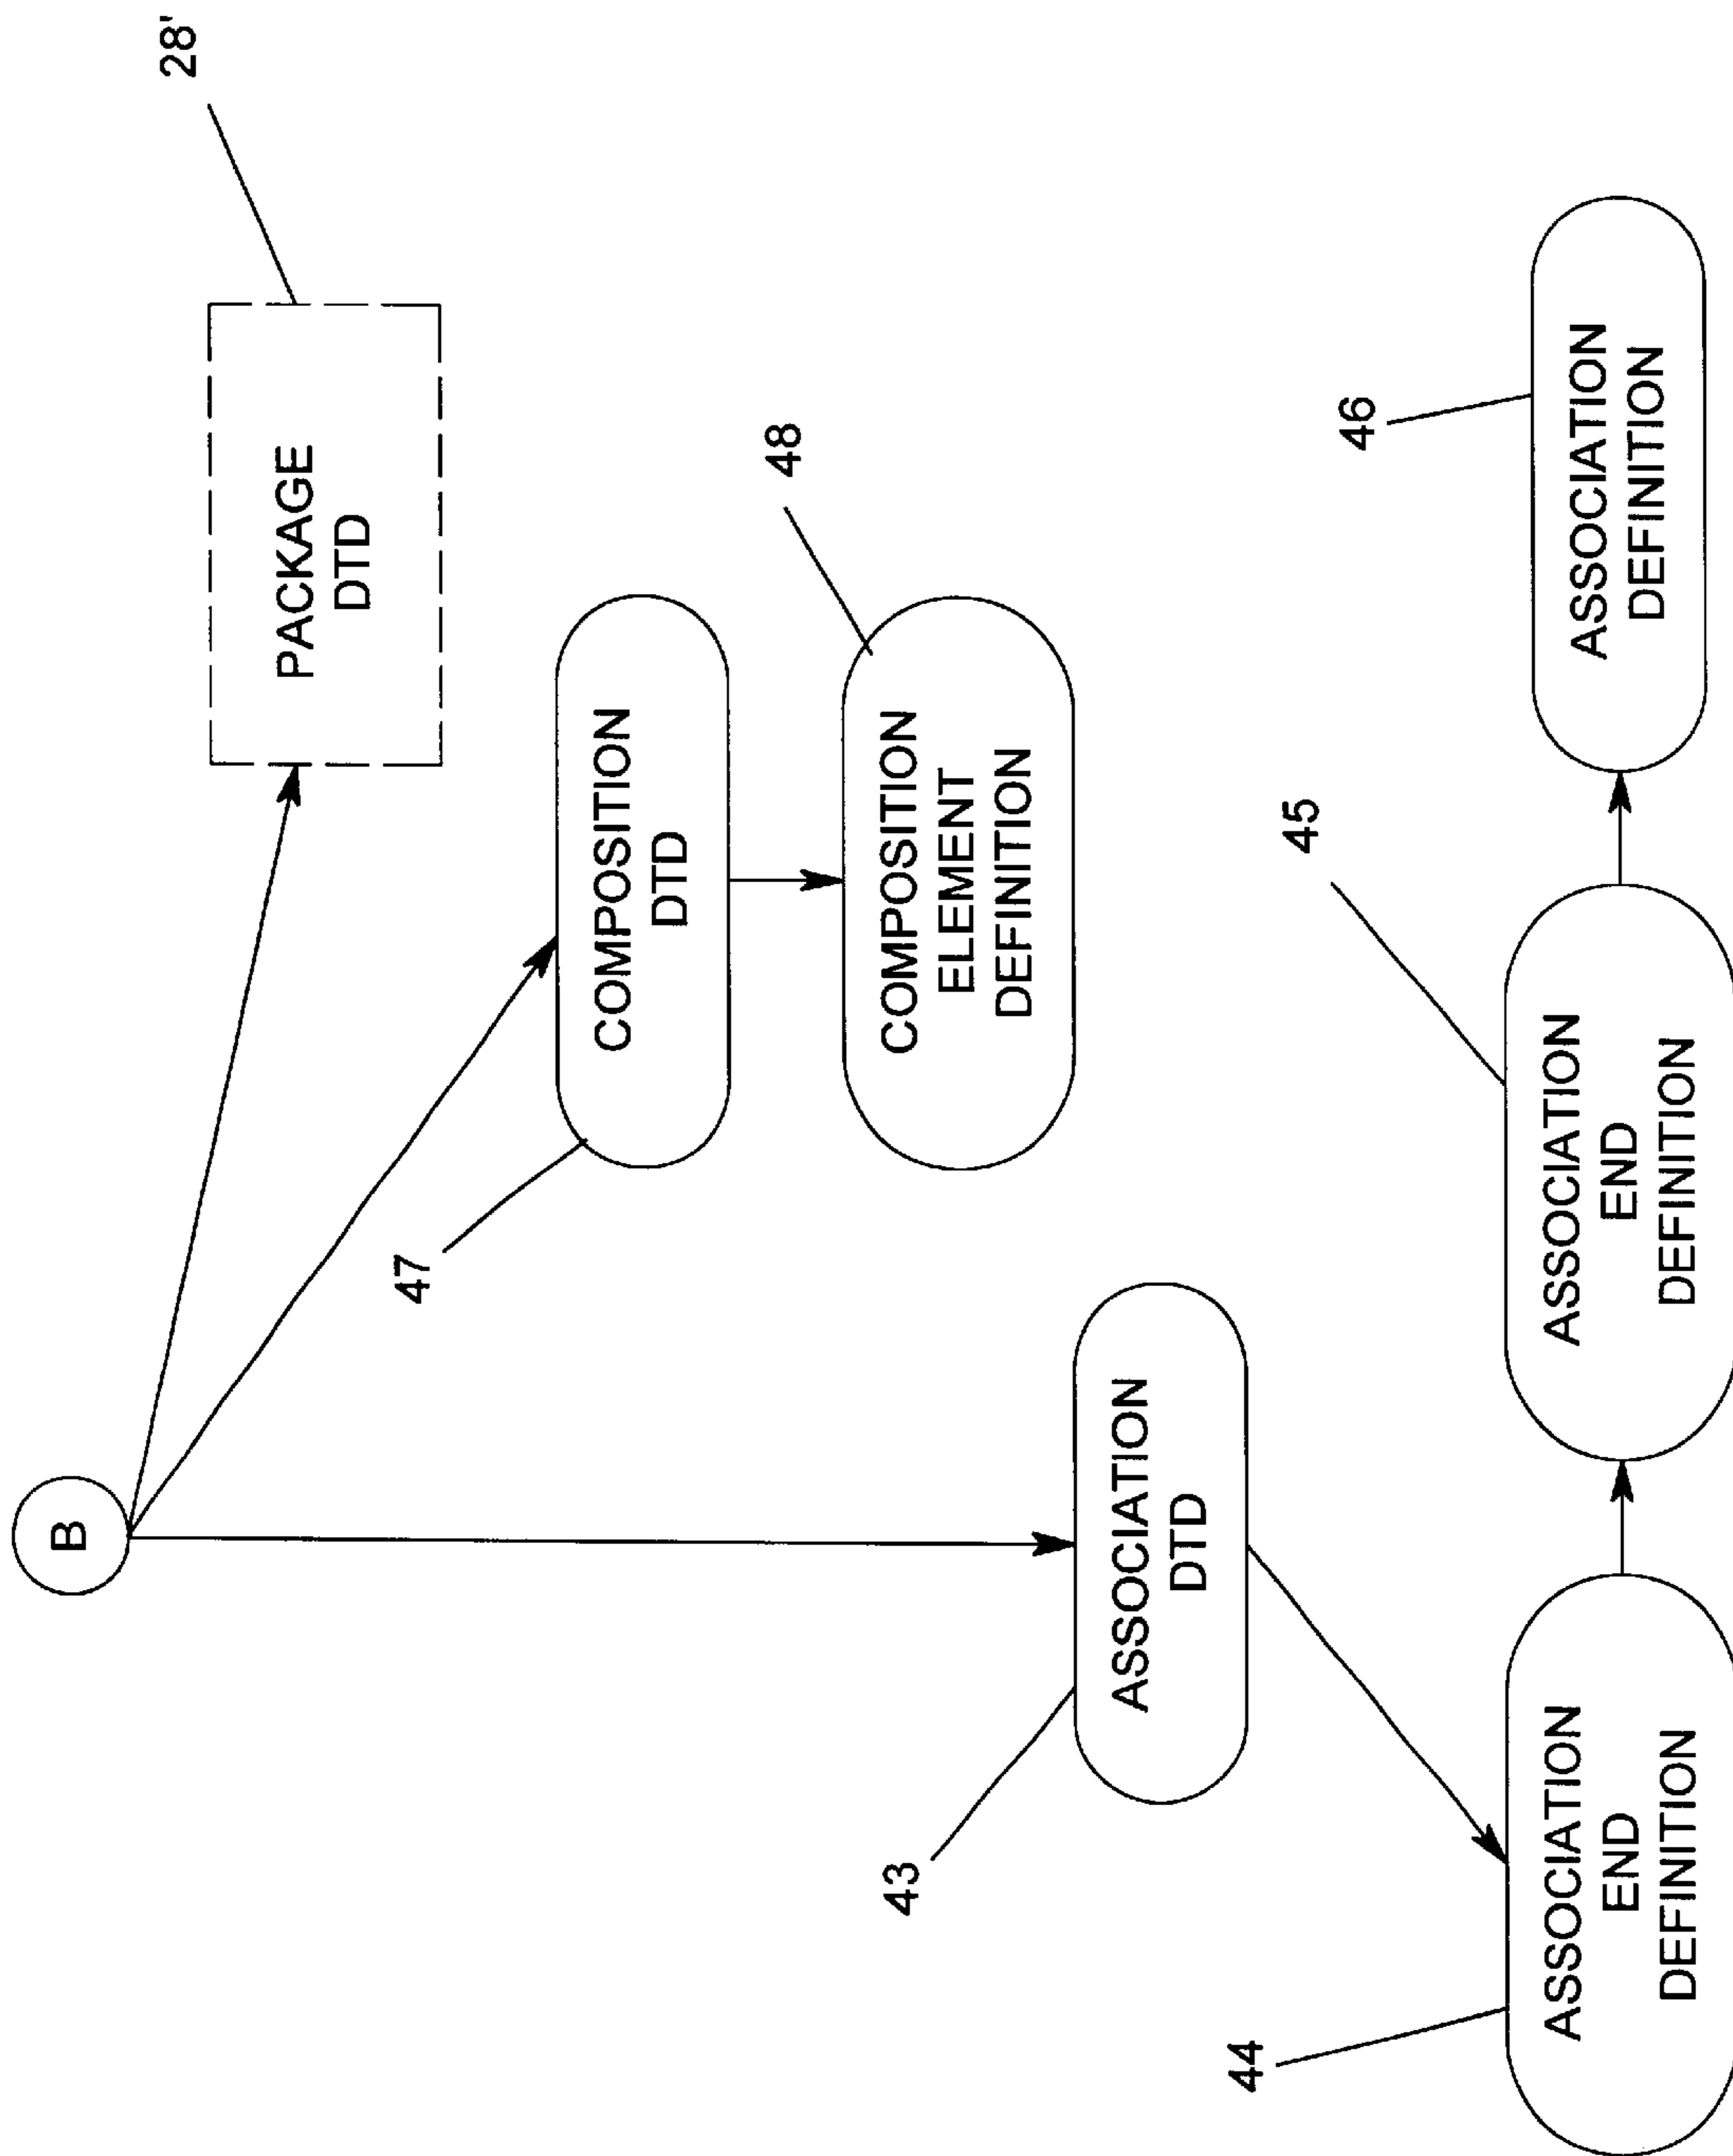 B
28'
PACKAGE
DTD
47
COMPOSITION
DTD
48
COMPOSITION
ELEMENT
DEFINITION
43
ASSOCIATION
DTD
44
ASSOCIATION
END
DEFINITION
45
ASSOCIATION
END
DEFINITION
46
ASSOCIATION
DEFINITION